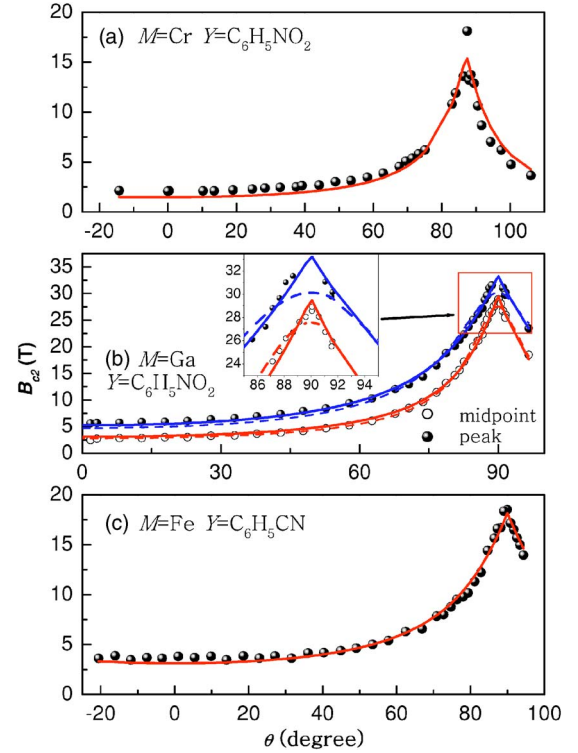 20
(a) M=Cr Y=C₆H₅NO₂
15
10
5
0
-20 0 20 40 60 80 100
35
30
25
20
15
10
5
0
32
30
28
26
24
86 88 90 92 94
(b) M=Ga
Y=C₆H₅NO₂
midpoint
peak
0 30 60 90
B_c2 (T)
20
(c) M=Fe Y=C₆H₅CN
15
10
5
0
-20 0 20 40 60 80 100
θ (degree)